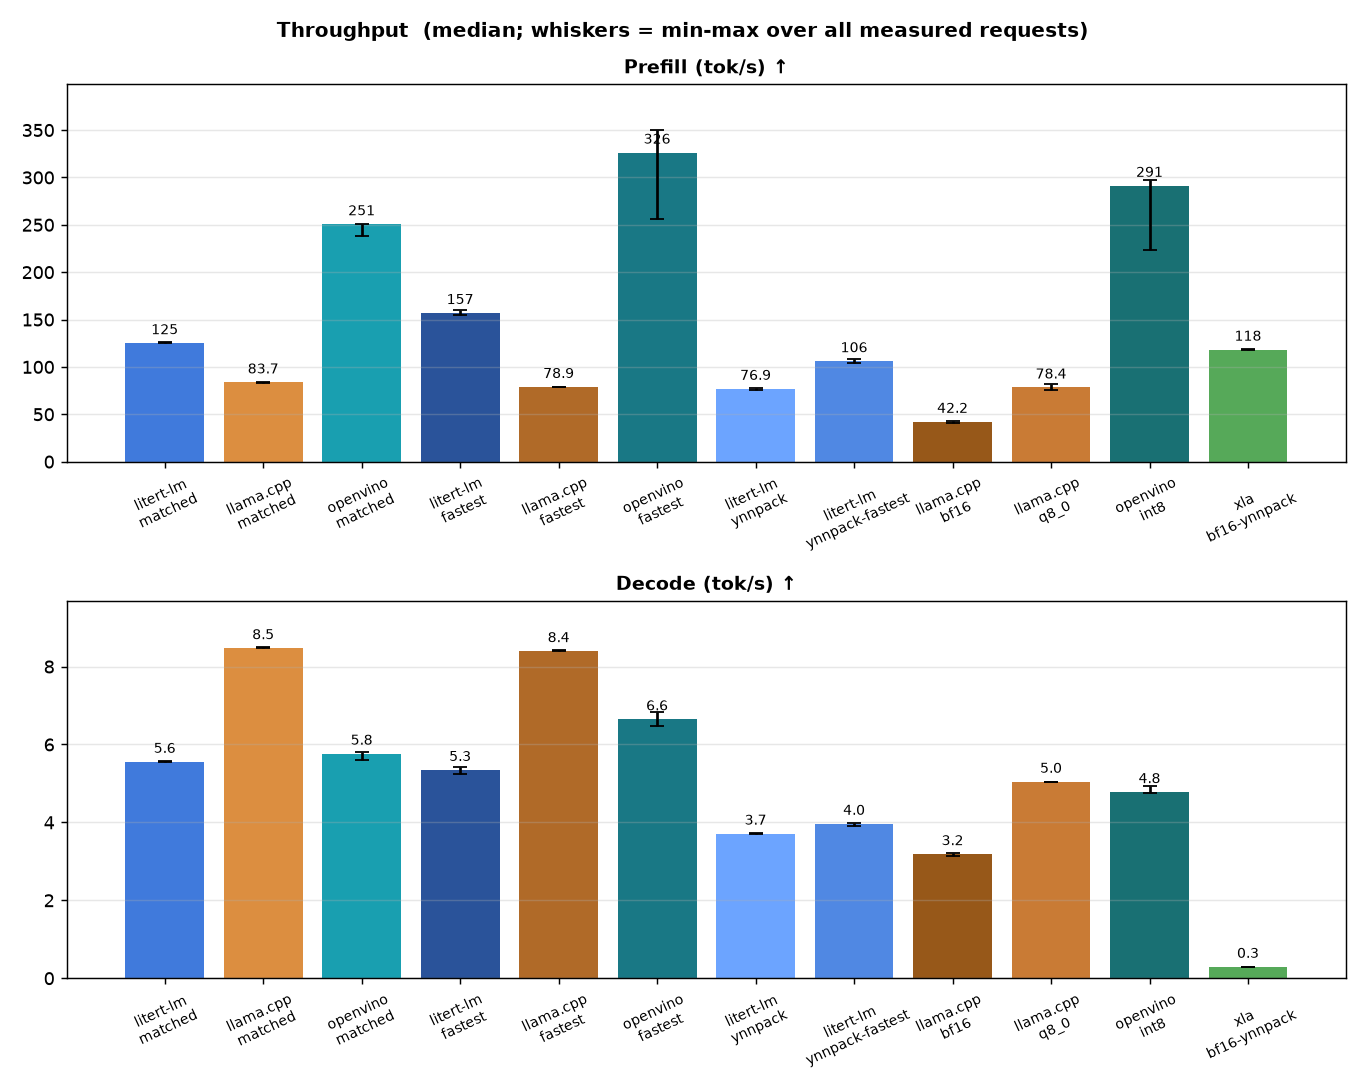 Throughput  (median; whiskers = min-max over all measured requests)
Prefill (tok/s) ↑
350
300
250
200
150
100
50
0
125
83.7
251
157
78.9
326
76.9
106
42.2
78.4
291
118
litert-lm
matched
llama.cpp
matched
openvino
matched
litert-lm
fastest
llama.cpp
fastest
openvino
fastest
litert-lm
ynnpack
litert-lm
ynnpack-fastest
llama.cpp
bf16
llama.cpp
q8_0
openvino
int8
xla
bf16-ynnpack
Decode (tok/s) ↑
8
6
4
2
0
5.6
8.5
5.8
5.3
8.4
6.6
3.7
4.0
3.2
5.0
4.8
0.3
litert-lm
matched
llama.cpp
matched
openvino
matched
litert-lm
fastest
llama.cpp
fastest
openvino
fastest
litert-lm
ynnpack
litert-lm
ynnpack-fastest
llama.cpp
bf16
llama.cpp
q8_0
openvino
int8
xla
bf16-ynnpack